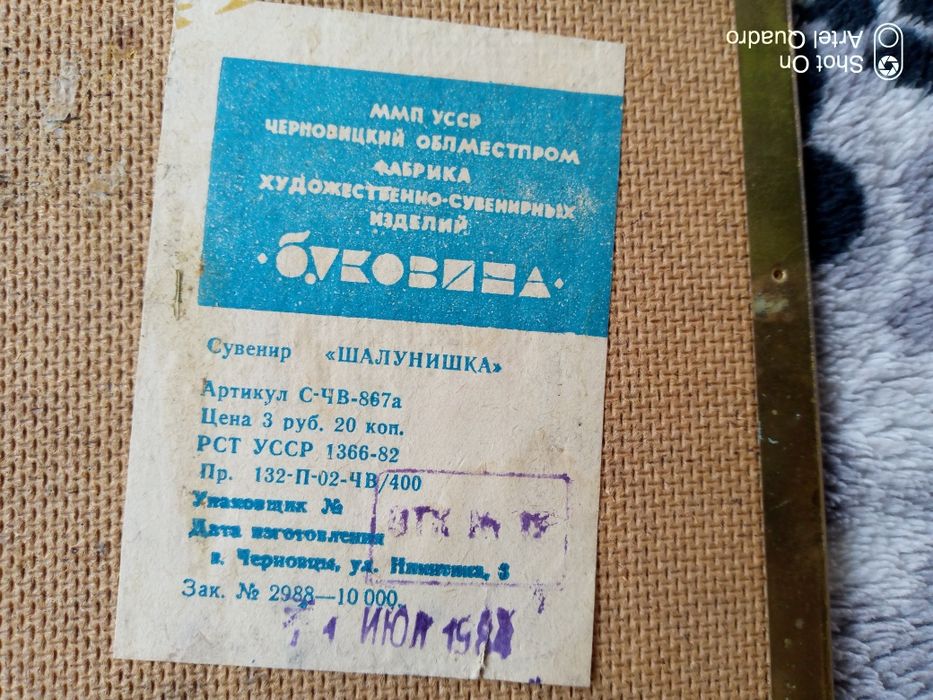 ММП УССР
ЧЕРНОВИЦКИЙ ОБЛМЕСТПРОМ
ФАБРИКА
ХУДОЖЕСТВЕННО-СУВЕНИРНЫХ
ИЗДЕЛИЙ
·БУКОВИНА·
Сувенир «ШАЛУНИШКА»
Артикул С-ЧВ-867а
Цена 3 руб. 20 коп.
РСТ УССР 1366-82
Пр. 132-П-02-ЧВ/400
Упаковщик №
Дата изготовления
г. Черновцы, ул. Никитина, 3
Зак. № 2988—10 000.
ИЮЛ
Shot On
Artel Quadro